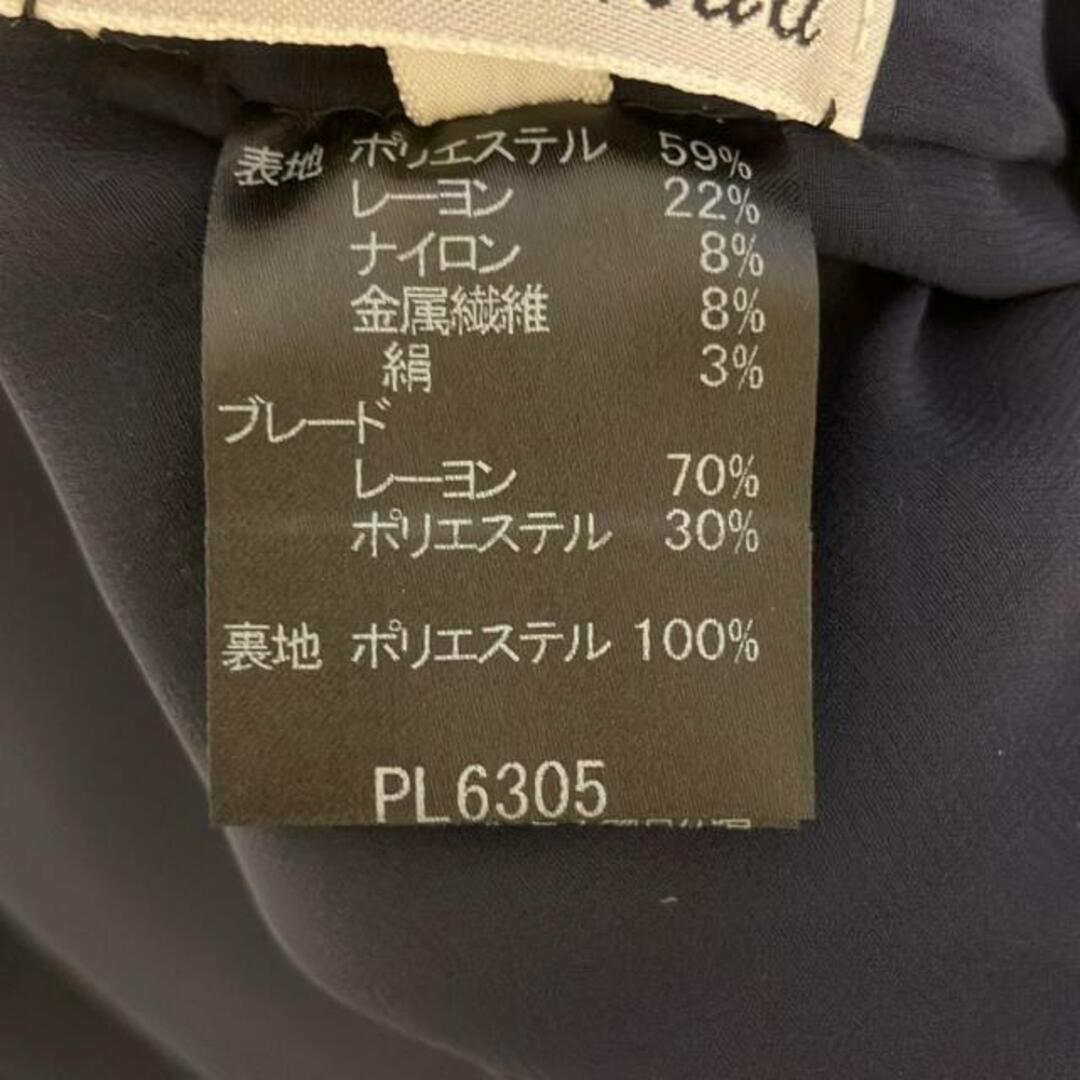 表地 ポリエステル 59%
レーヨン 22%
ナイロン 8%
金属繊維 8%
絹 3%
ブレード
レーヨン 70%
ポリエステル 30%
裏地 ポリエステル 100%
PL6305